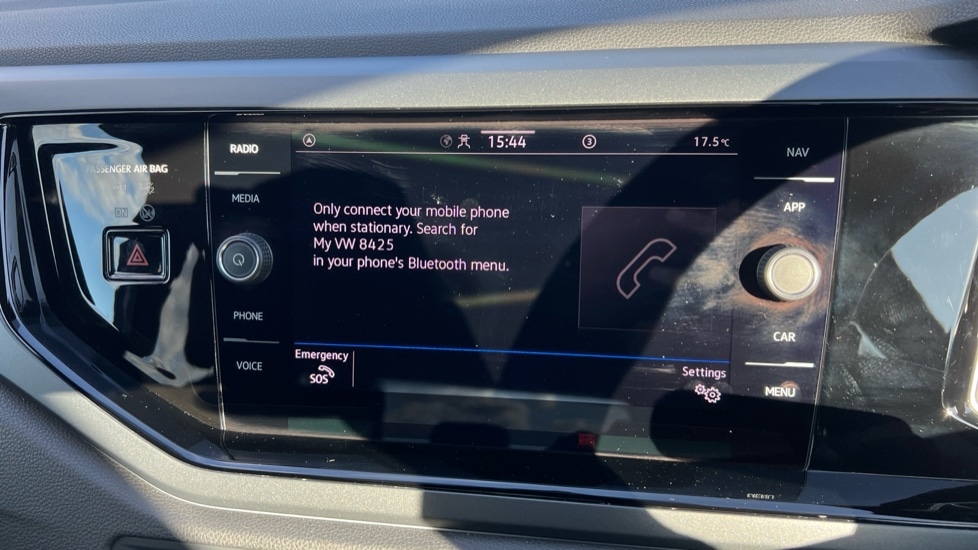 PASSENGER AIR BAG
RADIO
MEDIA
PHONE
VOICE
15:44
3
17.5°C
Only connect your mobile phone
when stationary. Search for
My VW 8425
in your phone's Bluetooth menu.
Emergency
SOS
Settings
NAV
APP
CAR
MENU